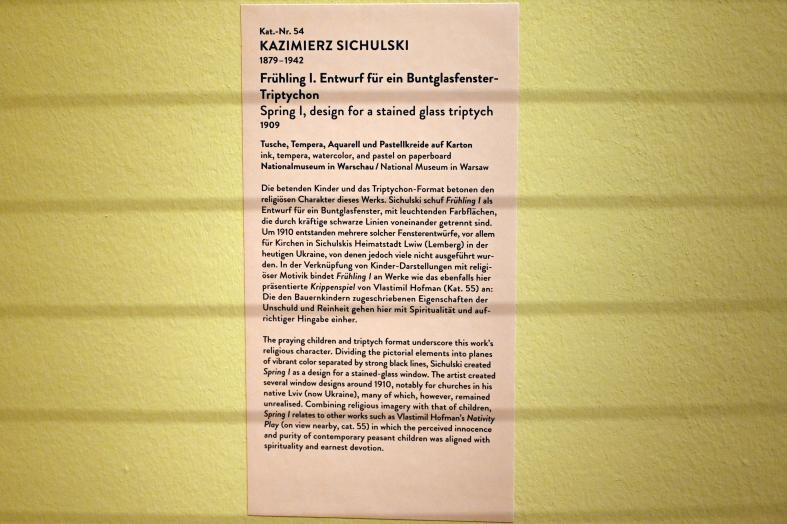 Kat.-Nr. 54
KAZIMIERZ SICHULSKI
1879–1942
Frühling I. Entwurf für ein Buntglasfenster-
Triptychon
Spring I, design for a stained glass triptych
1909
Tusche, Tempera, Aquarell und Pastellkreide auf Karton
ink, tempera, watercolor, and pastel on paperboard
Nationalmuseum in Warschau / National Museum in Warsaw
Die betenden Kinder und das Triptychon-Format betonen den
religiösen Charakter dieses Werks. Sichulski schuf Frühling I als
Entwurf für ein Buntglasfenster, mit leuchtenden Farbflächen,
die durch kräftige schwarze Linien voneinander getrennt sind.
Um 1910 entstanden mehrere solcher Fensterentwürfe, vor allem
für Kirchen in Sichulskis Heimatstadt Lwiw (Lemberg) in der
heutigen Ukraine, von denen jedoch viele nicht ausgeführt wur-
den. In der Verknüpfung von Kinder-Darstellungen mit religi-
öser Motivik bindet Frühling I an Werke wie das ebenfalls hier
präsentierte Krippenspiel von Vlastimil Hofman (Kat. 55) an:
Die den Bauernkindern zugeschriebenen Eigenschaften der
Unschuld und Reinheit gehen hier mit Spiritualität und auf-
richtiger Hingabe einher.
The praying children and triptych format underscore this work's
religious character. Dividing the pictorial elements into planes
of vibrant color separated by strong black lines, Sichulski created
Spring I as a design for a stained-glass window. The artist created
several window designs around 1910, notably for churches in his
native Lviv (now Ukraine), many of which, however, remained
unrealised. Combining religious imagery with that of children,
Spring I relates to other works such as Vlastimil Hofman's Nativity
Play (on view nearby, cat. 55) in which the perceived innocence
and purity of contemporary peasant children was aligned with
spirituality and earnest devotion.